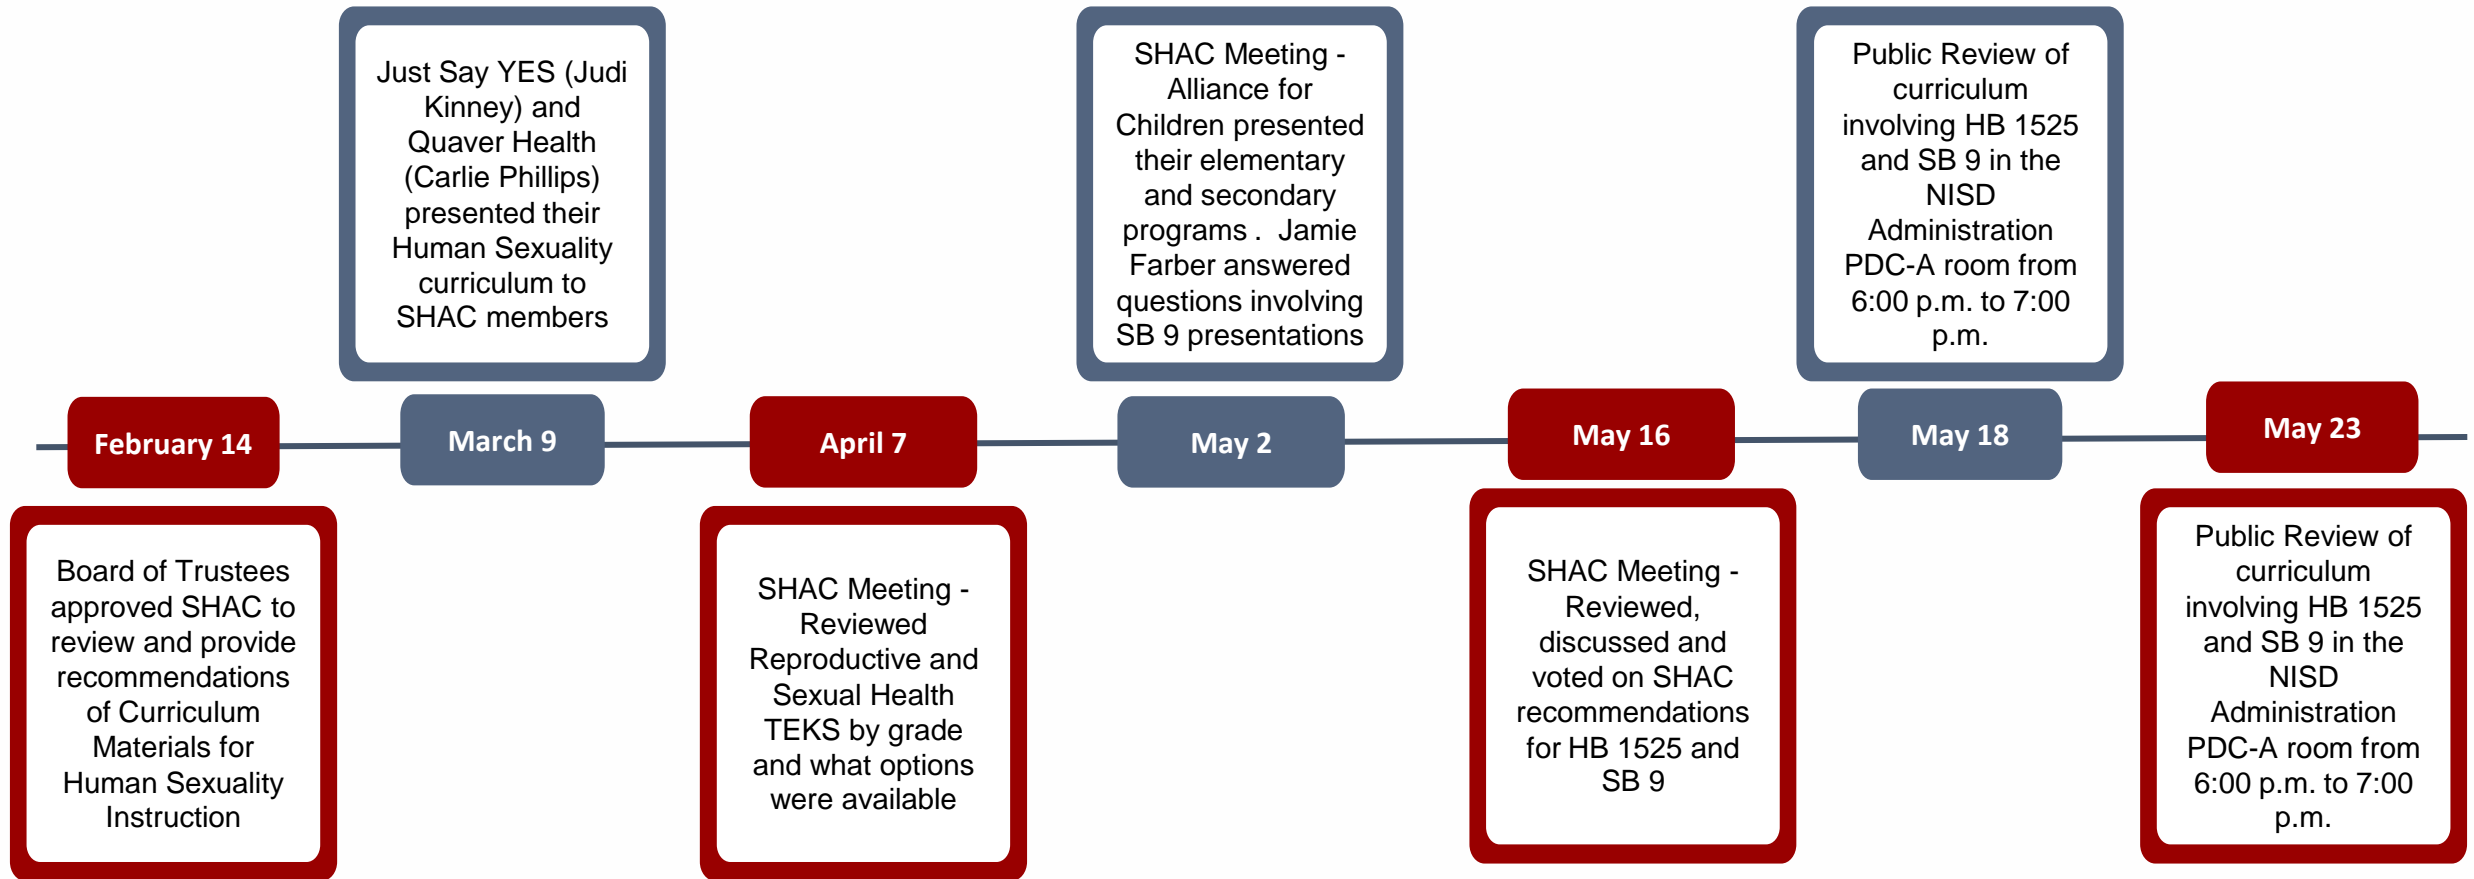 Just Say YES (Judi
Kinney) and
Quaver Health
(Carlie Phillips)
presented their
Human Sexuality
curriculum to
SHAC members
SHAC Meeting -
Alliance for
Children presented
their elementary
and secondary
programs . Jamie
Farber answered
questions involving
SB 9 presentations
Public Review of
curriculum
involving HB 1525
and SB 9 in the
NISD
Administration
PDC-A room from
6:00 p.m. to 7:00
p.m.
February 14
March 9
April 7
May 2
May 16
May 18
May 23
Board of Trustees
approved SHAC to
review and provide
recommendations
of Curriculum
Materials for
Human Sexuality
Instruction
SHAC Meeting -
Reviewed
Reproductive and
Sexual Health
TEKS by grade
and what options
were available
SHAC Meeting -
Reviewed,
discussed and
voted on SHAC
recommendations
for HB 1525 and
SB 9
Public Review of
curriculum
involving HB 1525
and SB 9 in the
NISD
Administration
PDC-A room from
6:00 p.m. to 7:00
p.m.